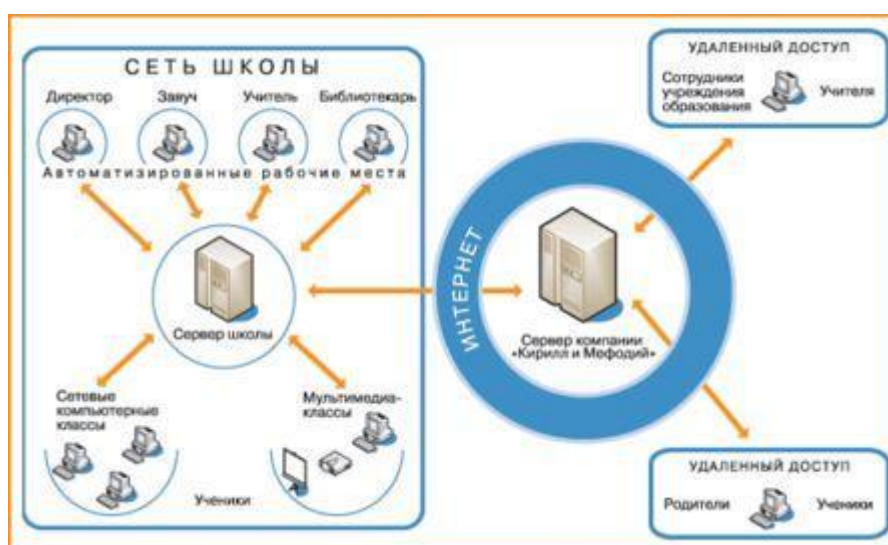 СЕТЬ ШКОЛЫ
Директор
Завуч
Учитель
Библиотекарь
Автоматизированные рабочие места
Сервер школы
Сетевые
компьютерные
классы
Мультимедиа-
классы
Ученики
ИНТЕРНЕТ
Сервер компании
«Кирилл и Мефодий»
УДАЛЕННЫЙ ДОСТУП
Сотрудники
учреждения
образования
Учителя
УДАЛЕННЫЙ ДОСТУП
Родители
Ученики